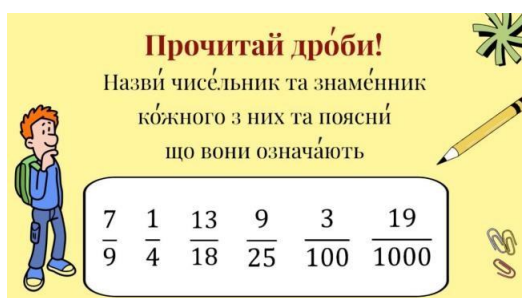 Прочитай дро́би!
Назви́ чисе́льник та знаме́нник
ко́жного з них та поясни́
що вони означа́ють
7/9 1/4 13/18 9/25 3/100 19/1000